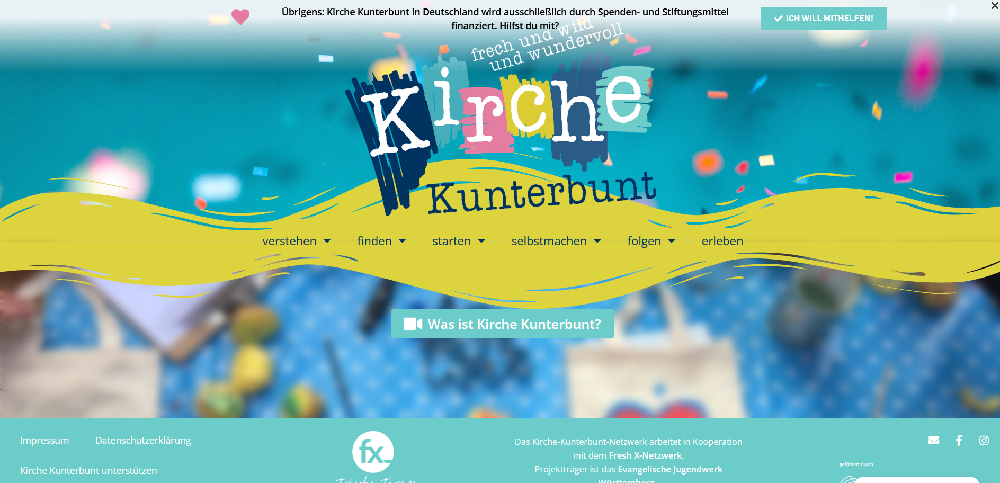 Übrigens: Kirche Kunterbunt in Deutschland wird ausschließlich durch Spenden- und Stiftungsmittel
finanziert. Hilfst du mit?
ICH WILL MITHELFEN!
frech und wild
und wundervoll
Kirche
Kunterbunt
verstehen
finden
starten
selbstmachen
folgen
erleben
Was ist Kirche Kunterbunt?
Impressum
Datenschutzerklärung
Kirche Kunterbunt unterstützen
fx_
Das Kirche-Kunterbunt-Netzwerk arbeitet in Kooperation
mit dem Fresh X-Netzwerk.
Projektträger ist das Evangelische Jugendwerk
Württemberg
gefördert durch